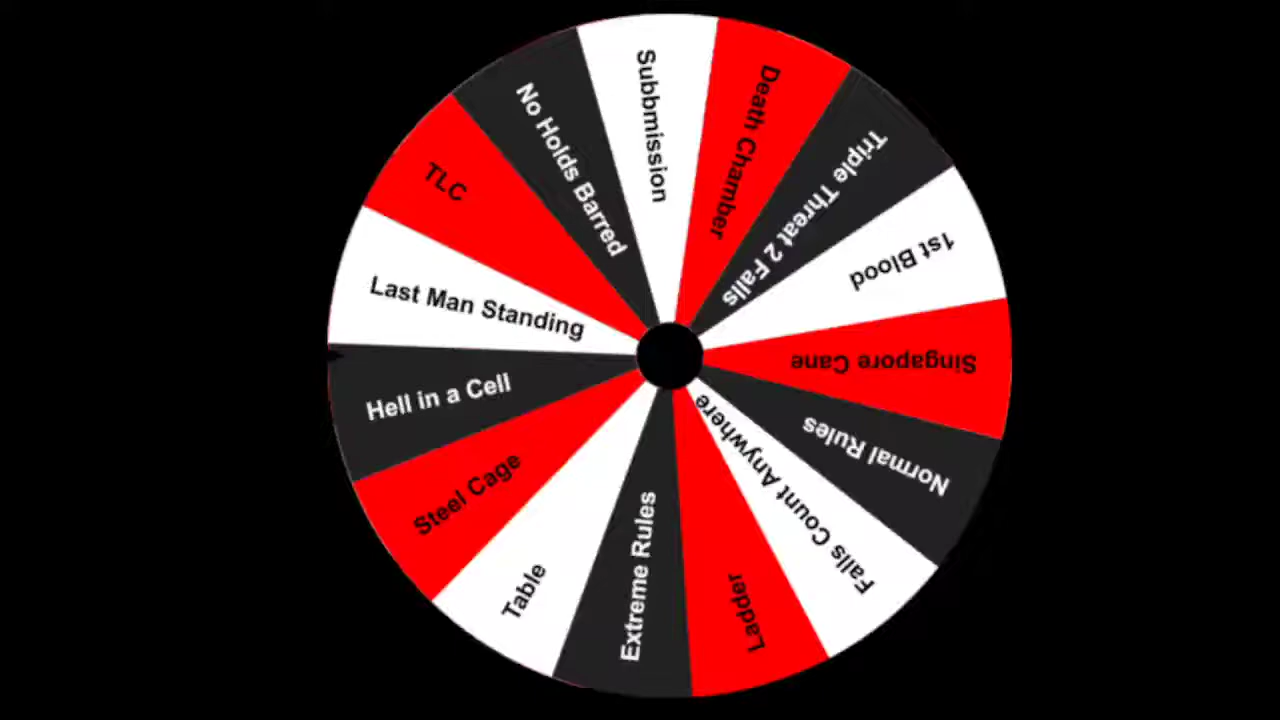 Subbmission
Death Chamber
Triple Threat 2 Falls
1st Blood
Singapore Cane
Normal Rules
Falls Count Anywhere
Ladder
Extreme Rules
Table
Steel Cage
Hell in a Cell
Last Man Standing
TLC
No Holds Barred